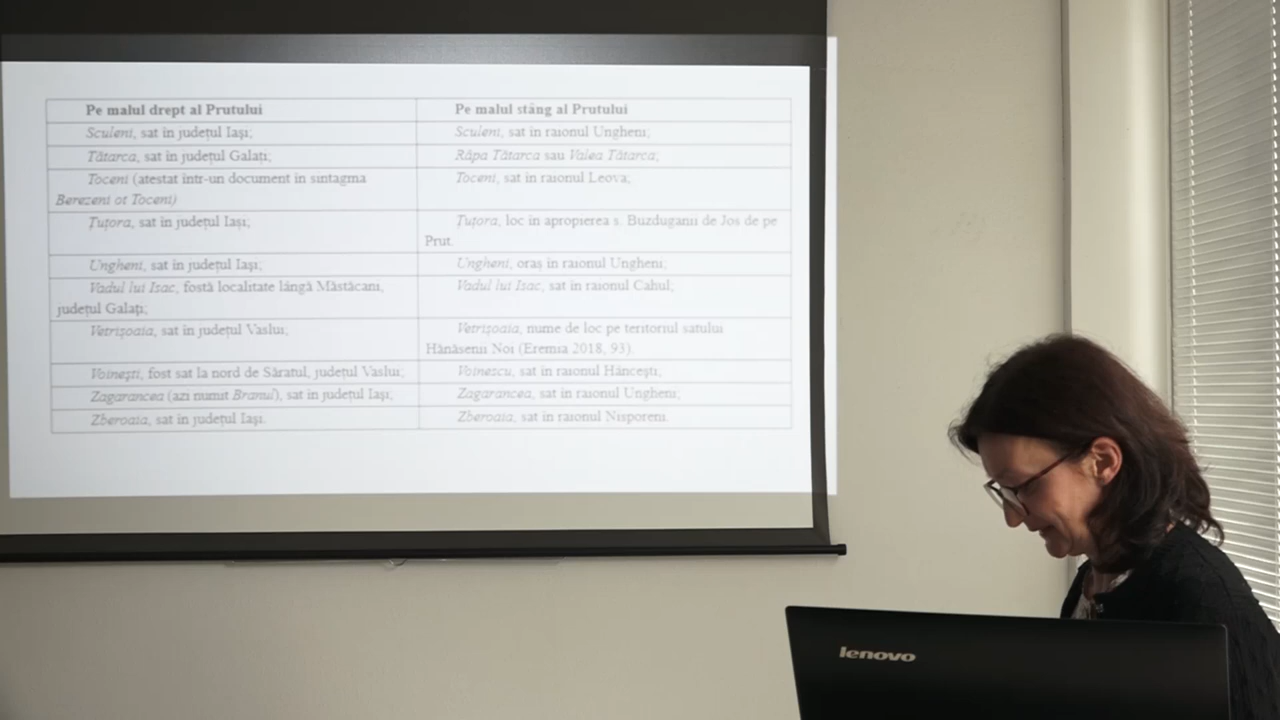 Pe malul drept al Prutului
Pe malul stâng al Prutului
Sculeni, sat în județul Iași;
Sculeni, sat în raionul Ungheni;
Tătarca, sat în județul Galați;
Râpa Tătarca sau Valea Tătarca;
Toceni (atestat într-un document în sintagma
Berezeni ot Toceni)
Toceni, sat în raionul Leova;
Țuțora, sat în județul Iași;
Țuțora, loc în apropierea s. Buzduganii de Jos de pe
Prut.
Ungheni, sat în județul Iași;
Ungheni, oraș în raionul Ungheni;
Vadul lui Isac, fostă localitate lângă Măstăcani,
județul Galați;
Vadul lui Isac, sat în raionul Cahul;
Vetrișoaia, sat în județul Vaslui;
Vetrișoaia, nume de loc pe teritoriul satului
Hănăsenii Noi (Eremia 2018, 93).
Voinești, fost sat la nord de Săratul, județul Vaslui;
Voinescu, sat în raionul Hâncești;
Zagarancea (azi numit Branul), sat în județul Iași;
Zagarancea, sat în raionul Ungheni;
Zberoaia, sat în județul Iași.
Zberoaia, sat în raionul Nisporeni.
lenovo